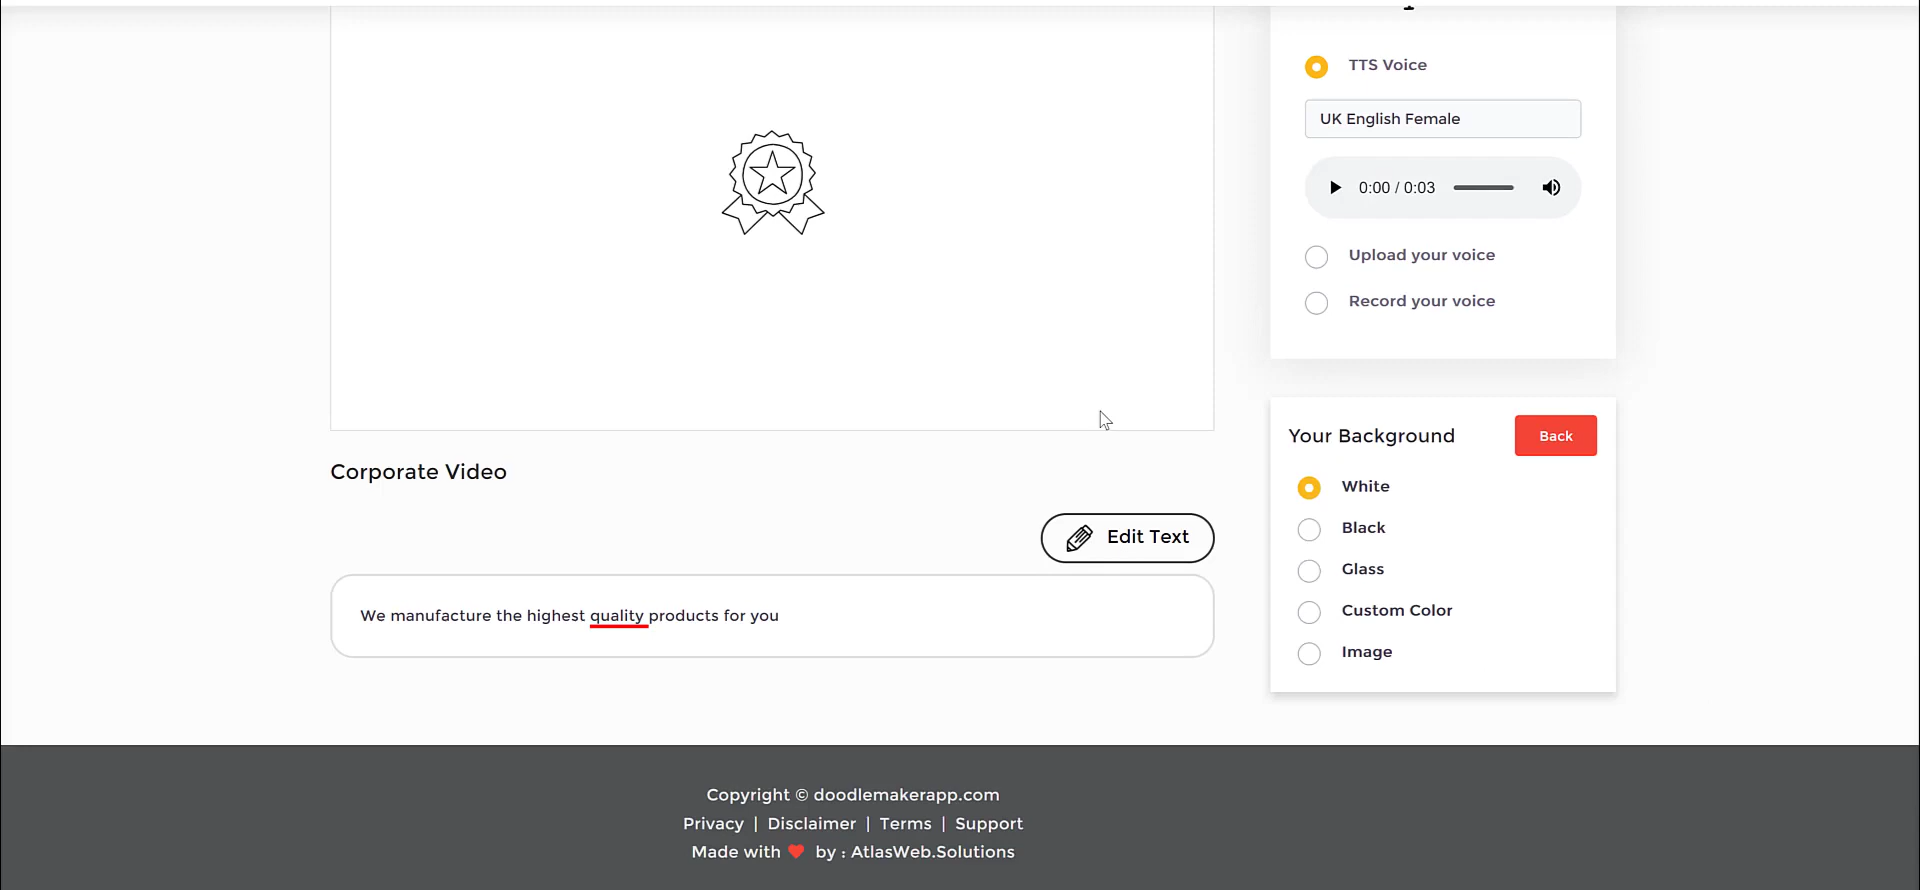 TTS Voice
UK English Female
0:00 / 0:03
Upload your voice
Record your voice
Your Background
Back
White
Black
Glass
Custom Color
Image
Corporate Video
Edit Text
We manufacture the highest quality products for you
Copyright © doodlemakerapp.com
Privacy | Disclaimer | Terms | Support
Made with ❤ by : AtlasWeb.Solutions